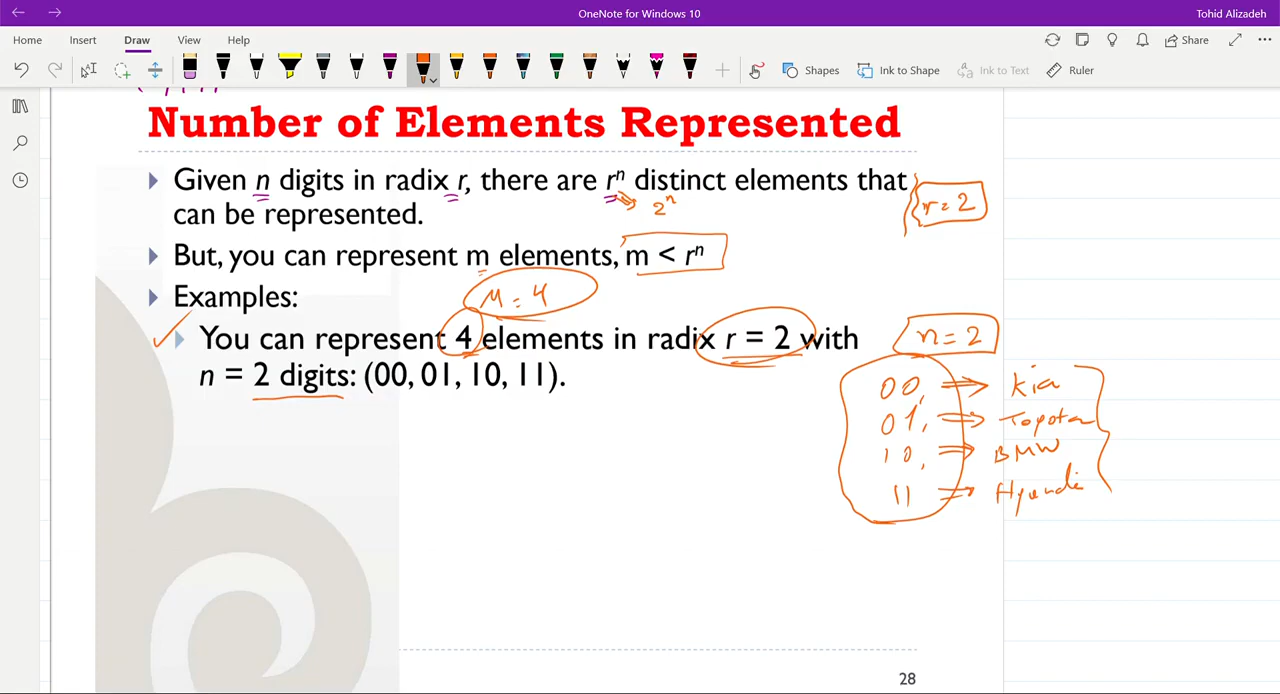 OneNote for Windows 10
Tohid Alizadeh
Home Insert Draw View Help
Share
Shapes Ink to Shape Ink to Text Ruler
Number of Elements Represented
Given n digits in radix r, there are rⁿ distinct elements that
can be represented.
2ⁿ
r = 2
But, you can represent m elements, m < rⁿ
Examples:
M = 4
You can represent 4 elements in radix r = 2 with
n = 2 digits: (00, 01, 10, 11).
n = 2
00, ⇒ Kia
01, ⇒ Toyota
10, ⇒ BMW
11 ⇒ Hyundi
28